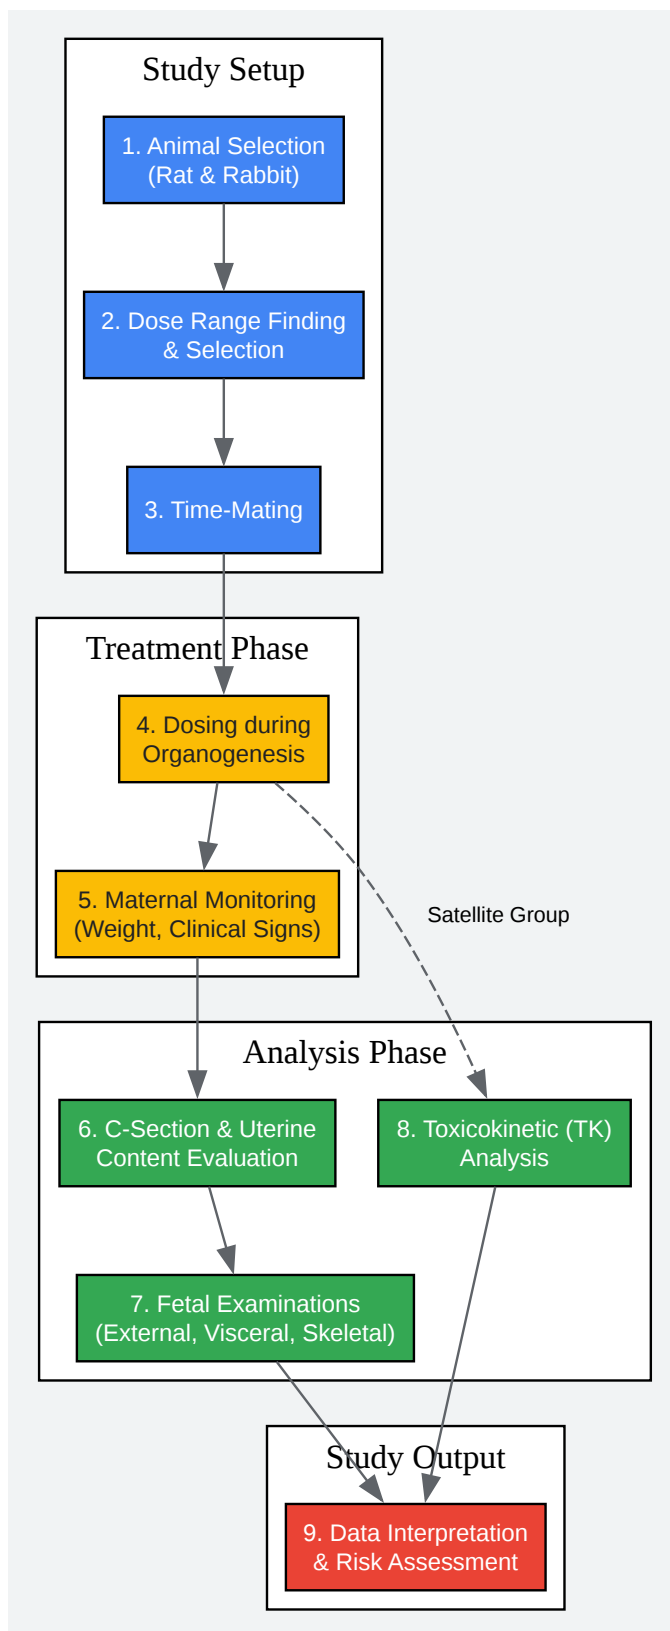 Study Setup
1. Animal Selection
(Rat & Rabbit)
2. Dose Range Finding
& Selection
3. Time-Mating
Treatment Phase
4. Dosing during
Organogenesis
5. Maternal Monitoring
(Weight, Clinical Signs)
Satellite Group
Analysis Phase
6. C-Section & Uterine
Content Evaluation
8. Toxicokinetic (TK)
Analysis
7. Fetal Examinations
(External, Visceral, Skeletal)
Study Output
9. Data Interpretation
& Risk Assessment